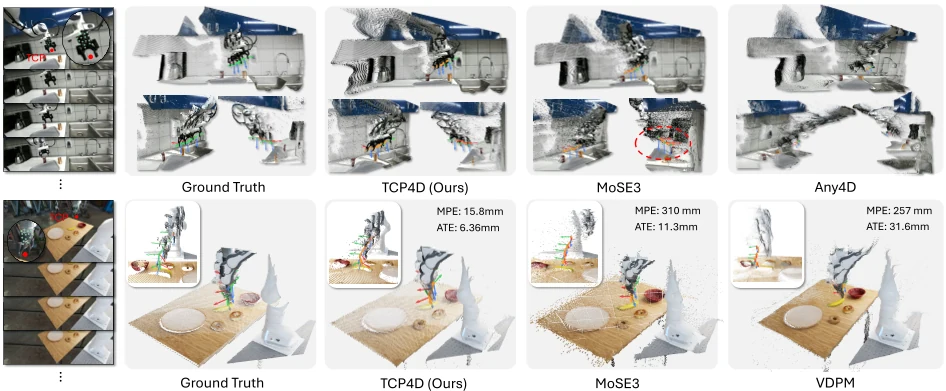 TCP
Ground Truth
TCP4D (Ours)
MoSE3
Any4D
MPE: 15.8mm
ATE: 6.36mm
MPE: 310 mm
ATE: 11.3mm
MPE: 257 mm
ATE: 31.6mm
Ground Truth
TCP4D (Ours)
MoSE3
VDPM